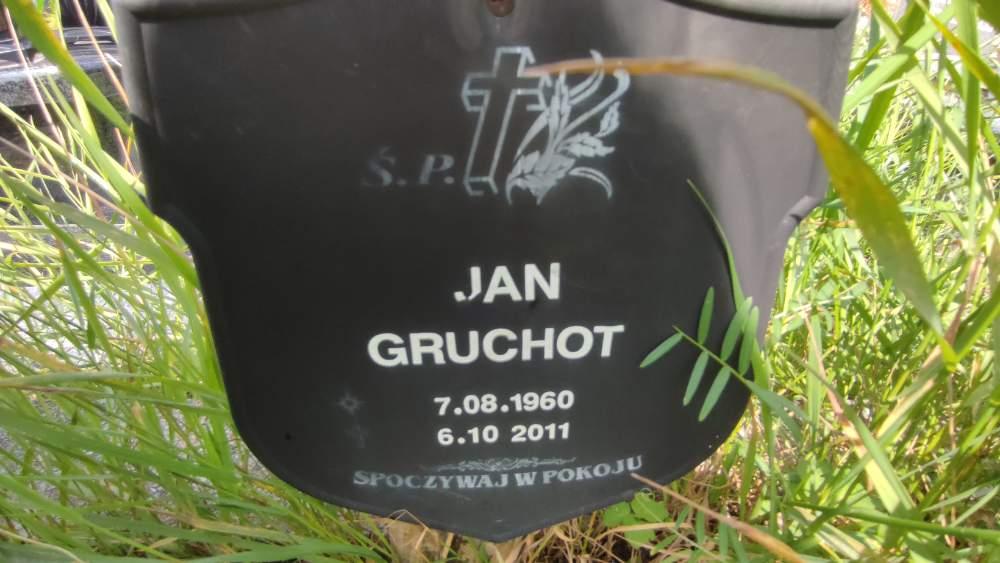 Ś.P.
JAN
GRUCHOT
7.08.1960
6.10 2011
SPOCZYWAJ W POKOJU